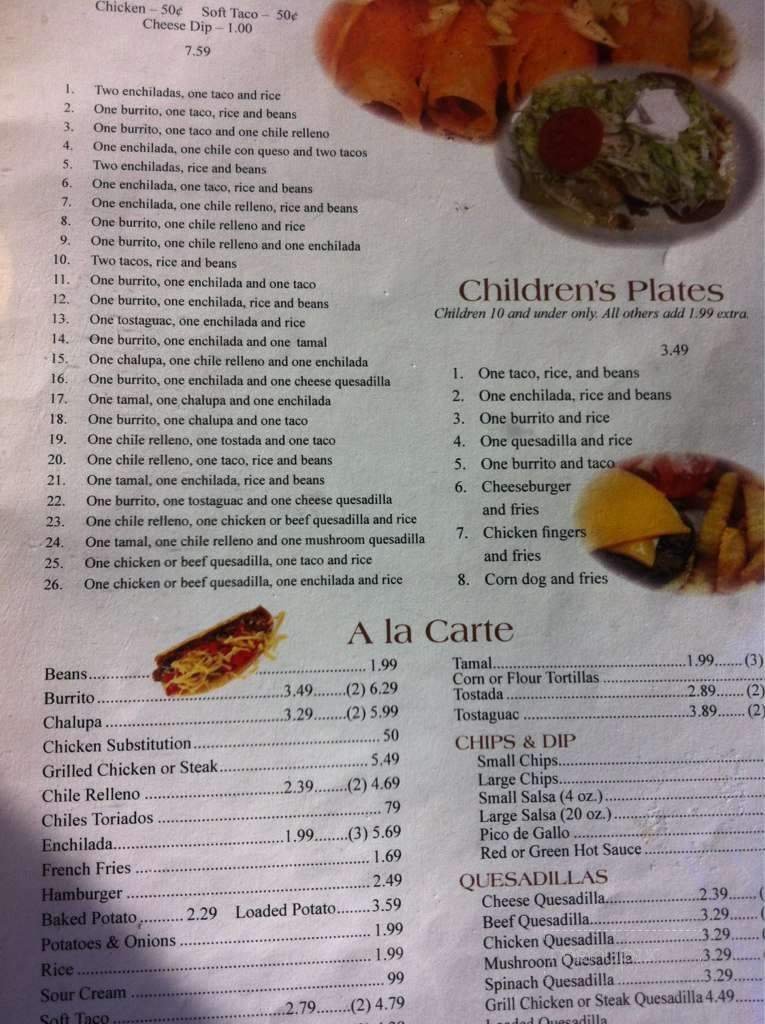 Chicken – 50¢ Soft Taco – 50¢
Cheese Dip – 1.00
7.59
1. Two enchiladas, one taco and rice
2. One burrito, one taco, rice and beans
3. One burrito, one taco and one chile relleno
4. One enchilada, one chile con queso and two tacos
5. Two enchiladas, rice and beans
6. One enchilada, one taco, rice and beans
7. One enchilada, one chile relleno, rice and beans
8. One burrito, one chile relleno and rice
9. One burrito, one chile relleno and one enchilada
10. Two tacos, rice and beans
11. One burrito, one enchilada and one taco
12. One burrito, one enchilada, rice and beans
13. One tostaguac, one enchilada and rice
14. One burrito, one enchilada and one tamal
15. One chalupa, one chile relleno and one enchilada
16. One burrito, one enchilada and one cheese quesadilla
17. One tamal, one chalupa and one enchilada
18. One burrito, one chalupa and one taco
19. One chile relleno, one tostada and one taco
20. One chile relleno, one taco, rice and beans
21. One tamal, one enchilada, rice and beans
22. One burrito, one tostaguac and one cheese quesadilla
23. One chile relleno, one chicken or beef quesadilla and rice
24. One tamal, one chile relleno and one mushroom quesadilla
25. One chicken or beef quesadilla, one taco and rice
26. One chicken or beef quesadilla, one enchilada and rice
Children's Plates
Children 10 and under only. All others add 1.99 extra.
3.49
1. One taco, rice, and beans
2. One enchilada, rice and beans
3. One burrito and rice
4. One quesadilla and rice
5. One burrito and taco
6. Cheeseburger
and fries
7. Chicken fingers
and fries
8. Corn dog and fries
A la Carte
Beans 1.99
Burrito 3.49 (2) 6.29
Chalupa 3.29 (2) 5.99
Chicken Substitution 50
Grilled Chicken or Steak 5.49
Chile Relleno 2.39 (2) 4.69
Chiles Toriados 79
Enchilada 1.99 (3) 5.69
French Fries 1.69
Hamburger 2.49
Baked Potato 2.29 Loaded Potato 3.59
Potatoes & Onions 1.99
Rice 1.99
Sour Cream 99
Soft Taco 2.79 (2) 4.79
Tamal 1.99 (3)
Corn or Flour Tortillas
Tostada 2.89 (2)
Tostaguac 3.89 (2)
CHIPS & DIP
Small Chips
Large Chips
Small Salsa (4 oz.)
Large Salsa (20 oz.)
Pico de Gallo
Red or Green Hot Sauce
QUESADILLAS
Cheese Quesadilla 2.39 (
Beef Quesadilla 3.29 (
Chicken Quesadilla 3.29
Mushroom Quesadilla 3.29
Spinach Quesadilla 3.29
Grill Chicken or Steak Quesadilla 4.49
Loaded Quesadilla